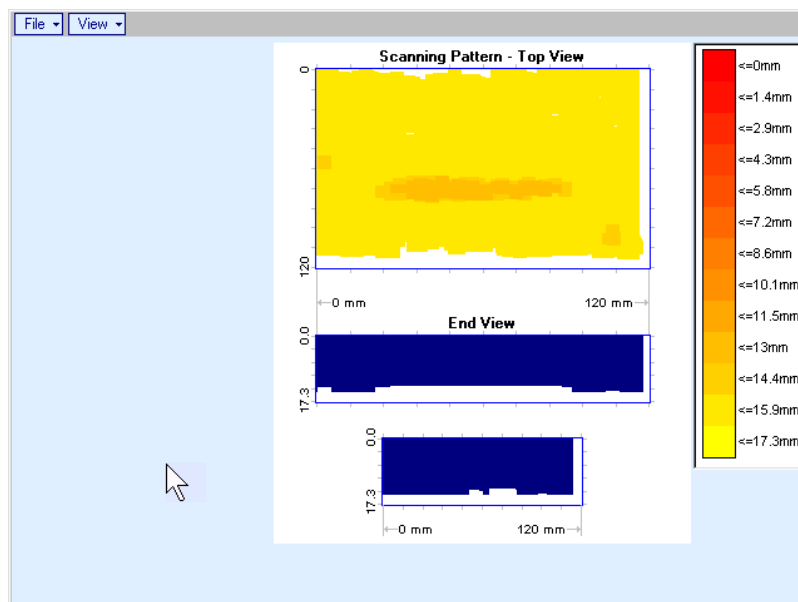 File View
Scanning Pattern - Top View
0
120
0 mm 120 mm
End View
0.0
17.3
0.0
17.3
0 mm 120 mm
<=0mm
<=1.4mm
<=2.9mm
<=4.3mm
<=5.8mm
<=7.2mm
<=8.6mm
<=10.1mm
<=11.5mm
<=13mm
<=14.4mm
<=15.9mm
<=17.3mm